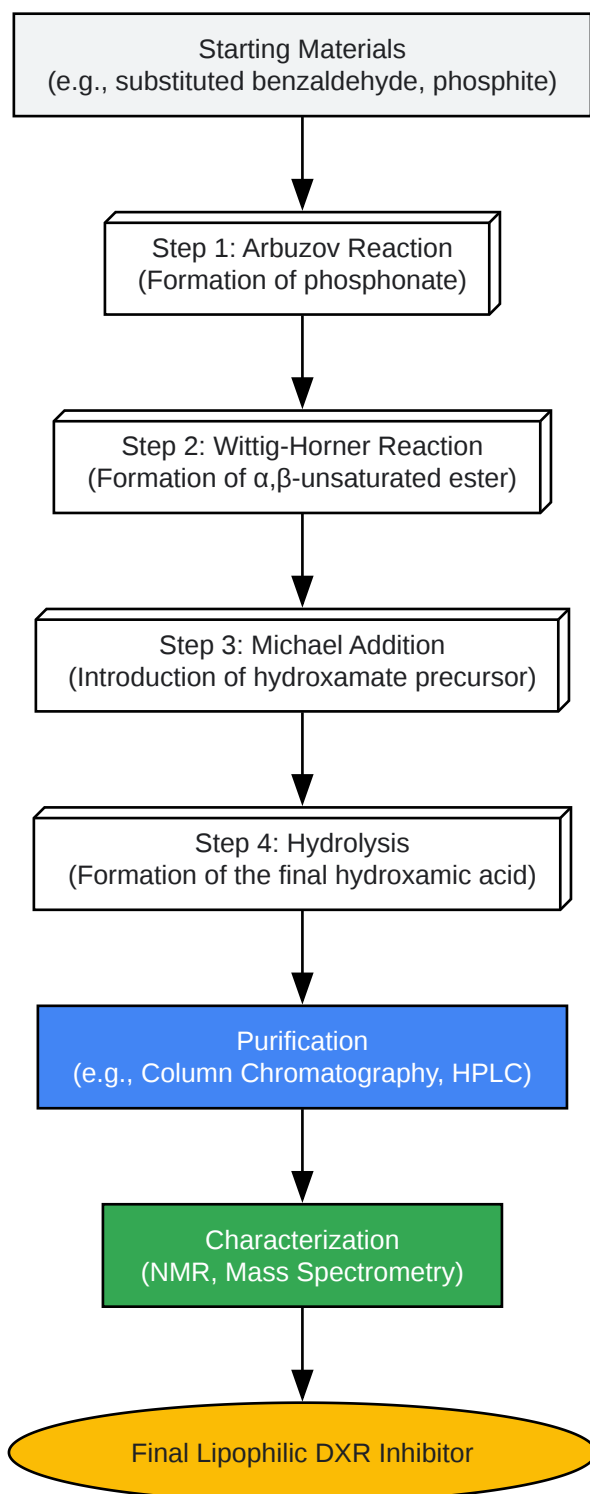 Starting Materials
(e.g., substituted benzaldehyde, phosphite)
Step 1: Arbuzov Reaction
(Formation of phosphonate)
Step 2: Wittig-Horner Reaction
(Formation of α,β-unsaturated ester)
Step 3: Michael Addition
(Introduction of hydroxamate precursor)
Step 4: Hydrolysis
(Formation of the final hydroxamic acid)
Purification
(e.g., Column Chromatography, HPLC)
Characterization
(NMR, Mass Spectrometry)
Final Lipophilic DXR Inhibitor